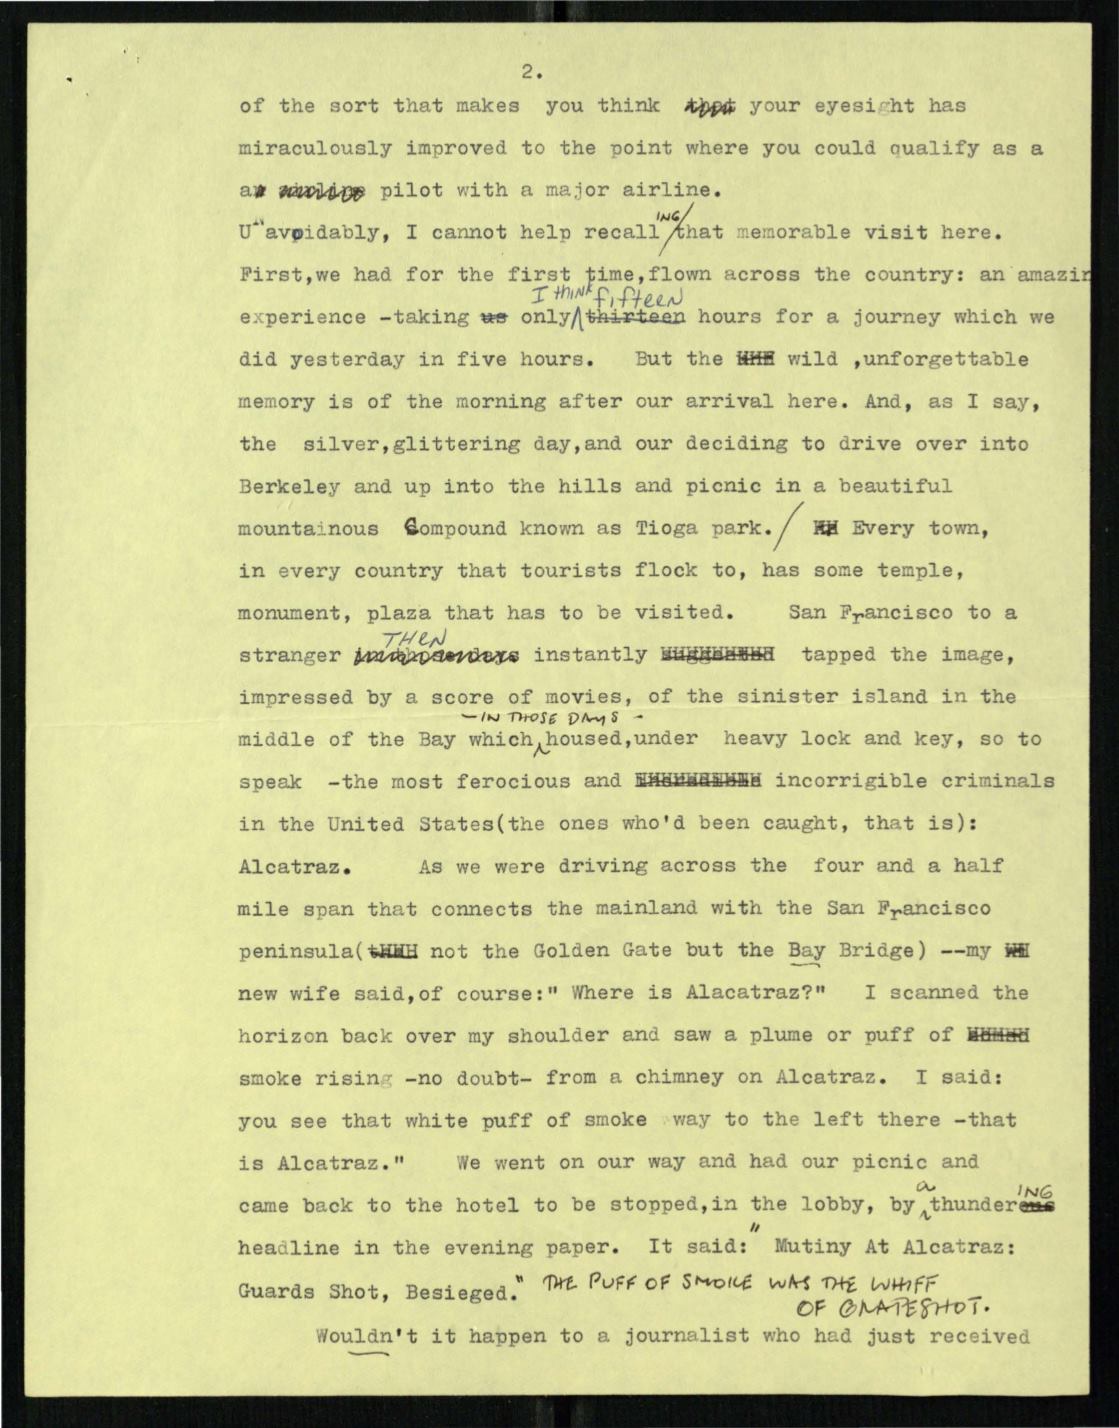 2.
of the sort that makes you think that your eyesight has
miraculously improved to the point where you could qualify as a
an airline pilot with a major airline.
Unavoidably, I cannot help recalling/that memorable visit here.
First,we had for the first time,flown across the country: an amazin
I think fifteen
experience -taking us only thirteen hours for a journey which we
did yesterday in five hours. But the wild ,unforgettable
memory is of the morning after our arrival here. And, as I say,
the silver,glittering day,and our deciding to drive over into
Berkeley and up into the hills and picnic in a beautiful
mountainous Compound known as Tioga park./ Every town,
in every country that tourists flock to, has some temple,
monument, plaza that has to be visited. San Francisco to a
THEN
stranger in those days instantly suggested tapped the image,
impressed by a score of movies, of the sinister island in the
-IN THOSE DAYS-
middle of the Bay which housed,under heavy lock and key, so to
speak -the most ferocious and incorrigible criminals
in the United States(the ones who'd been caught, that is):
Alcatraz. As we were driving across the four and a half
mile span that connects the mainland with the San Francisco
peninsula( not the Golden Gate but the Bay Bridge) --my
new wife said,of course:" Where is Alacatraz?" I scanned the
horizon back over my shoulder and saw a plume or puff of
smoke rising -no doubt- from a chimney on Alcatraz. I said:
you see that white puff of smoke way to the left there -that
is Alcatraz." We went on our way and had our picnic and
a ING
came back to the hotel to be stopped,in the lobby, by thunderous
headline in the evening paper. It said:" Mutiny At Alcatraz:
Guards Shot, Besieged." THE PUFF OF SMOKE WAS THE WHIFF
OF GRAPESHOT.
Wouldn't it happen to a journalist who had just received